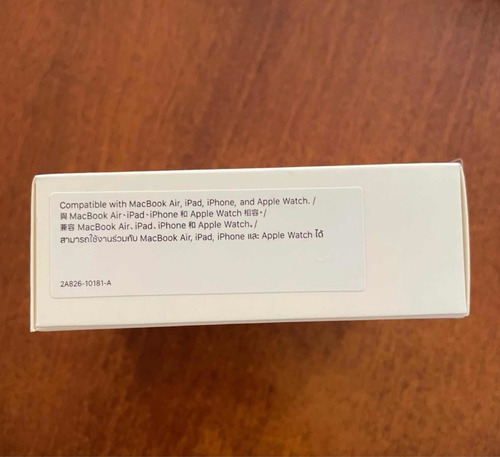 Compatible with MacBook Air, iPad, iPhone, and Apple Watch. /
與 MacBook Air、iPad、iPhone 和 Apple Watch 相容。/
兼容 MacBook Air、iPad、iPhone 和 Apple Watch。/
สามารถใช้งานร่วมกับ MacBook Air, iPad, iPhone และ Apple Watch ได้
2A826-10181-A